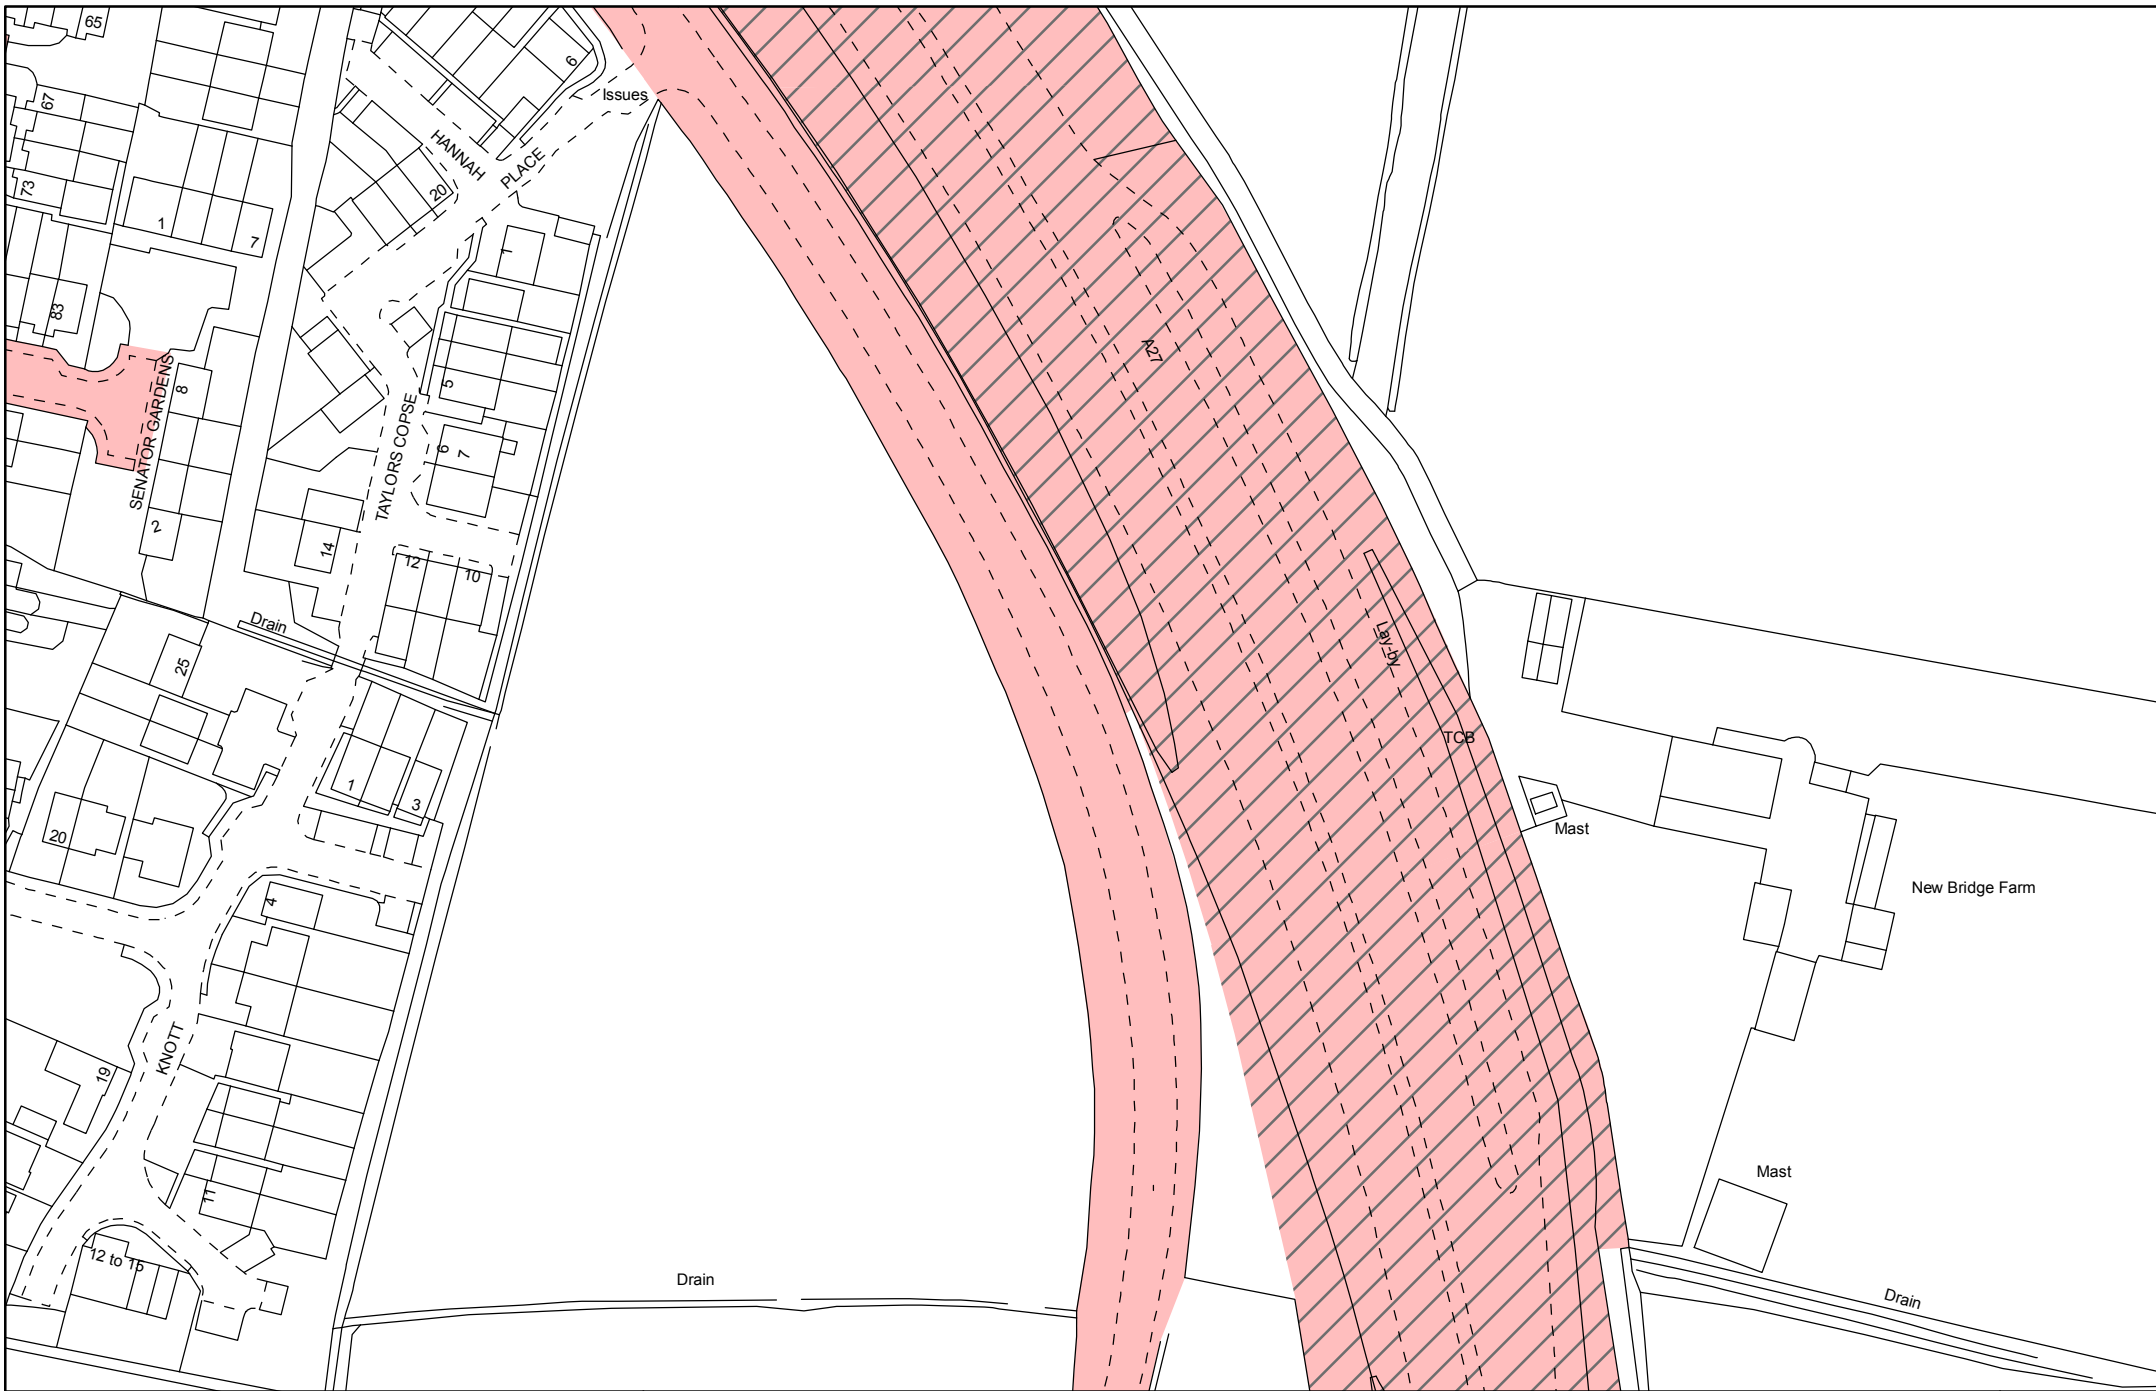 65
6
Issues
67
HANNAH
PLACE
73
20
1
7
1
83
A27
SENATOR GARDENS
8
5
TAYLORS COPSE
6
7
2
14
12
10
Drain
Lay-by
25
TCB
1
3
Mast
20
New Bridge Farm
4
KNOTT
19
Mast
11
12 to 15
Drain
Drain